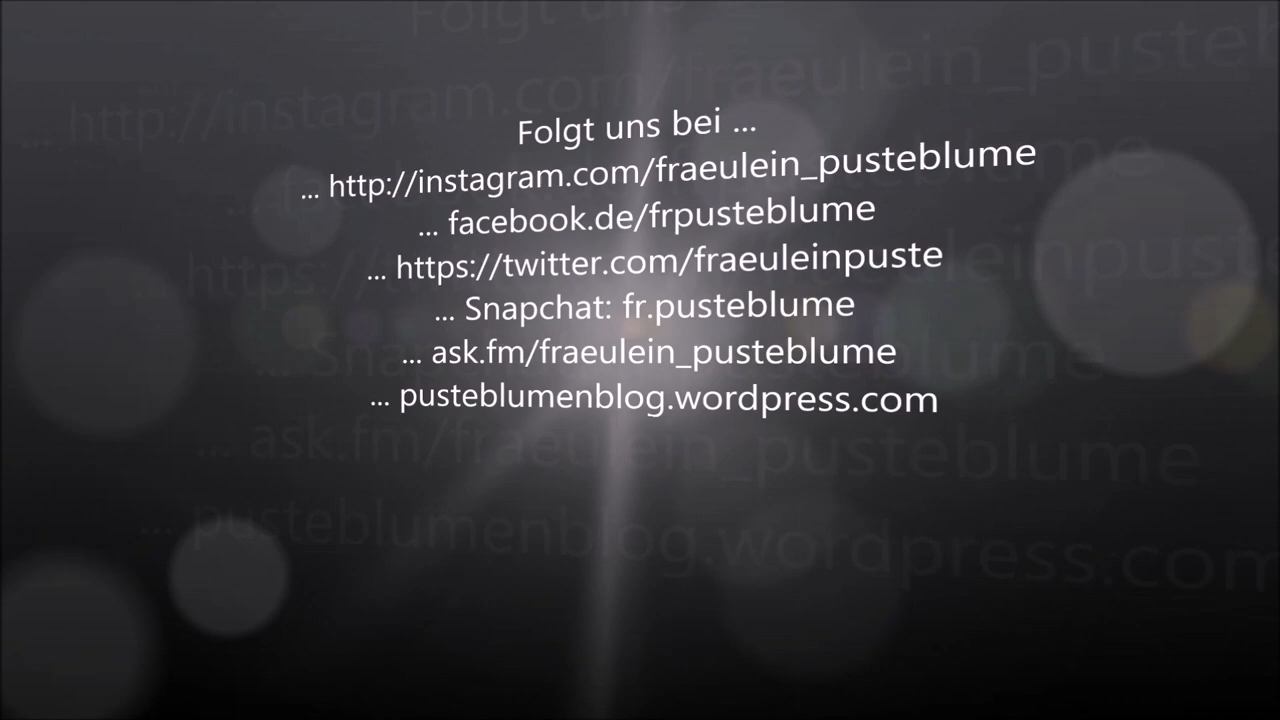 Folgt uns bei ...
... http://instagram.com/fraeulein_pusteblume
... facebook.de/frpusteblume
... https://twitter.com/fraeuleinpuste
... Snapchat: fr.pusteblume
... ask.fm/fraeulein_pusteblume
... pusteblumenblog.wordpress.com